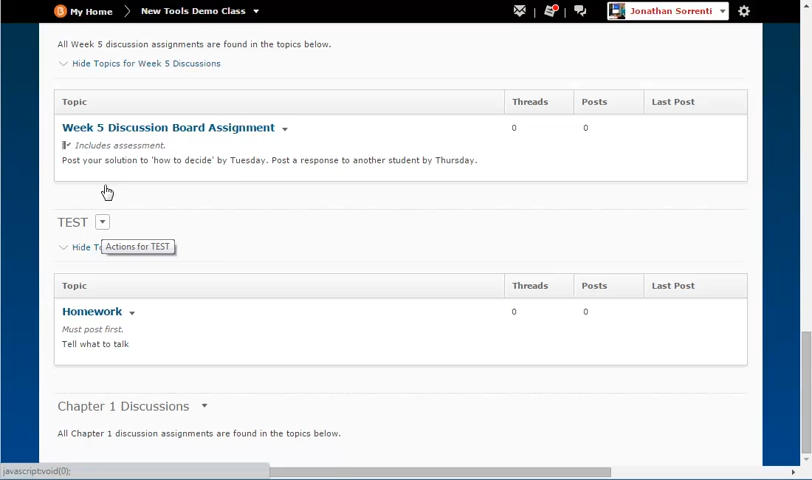 My Home New Tools Demo Class Jonathan Sorrenti
All Week 5 discussion assignments are found in the topics below.
Hide Topics for Week 5 Discussions
Topic Threads Posts Last Post
Week 5 Discussion Board Assignment 0 0
Includes assessment.
Post your solution to 'how to decide' by Tuesday. Post a response to another student by Thursday.
TEST
Hide To
Actions for TEST
Topic Threads Posts Last Post
Homework 0 0
Must post first.
Tell what to talk
Chapter 1 Discussions
All Chapter 1 discussion assignments are found in the topics below.
javascript:void(0);